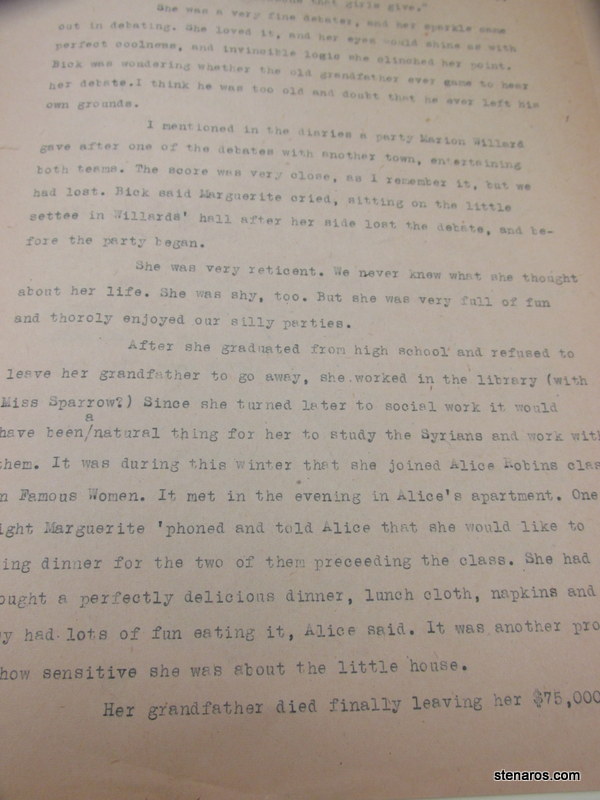 that girls give."
She was a very fine debater, and her sparkle came
out in debating. She loved it, and her eyes would shine as with
perfect coolness, and invincible logic she clinched her point.
Bick was wondering whether the old grandfather ever came to hear
her debate.I think he was too old and doubt that he ever left his
own grounds.
I mentioned in the diaries a party Marion Willard
gave after one of the debates with another town, entertaining
both teams. The score was very close, as I remember it, but we
had lost. Bick said Marguerite cried, sitting on the little
settee in Willards' hall after her side lost the debate, and be-
fore the party began.
She was very reticent. We never knew what she thought
about her life. She was shy, too. But she was very full of fun
and thoroly enjoyed our silly parties.
After she graduated from high school and refused to
leave her grandfather to go away, she worked in the library (with
Miss Sparrow?) Since she turned later to social work it would
a
have been/natural thing for her to study the Syrians and work with
them. It was during this winter that she joined Alice Robins clas
n Famous Women. It met in the evening in Alice's apartment. One
ight Marguerite 'phoned and told Alice that she would like to
ing dinner for the two of them preceeding the class. She had
ought a perfectly delicious dinner, lunch cloth, napkins and
y had lots of fun eating it, Alice said. It was another pro
how sensitive she was about the little house.
Her grandfather died finally leaving her $75,000
stenaros.com